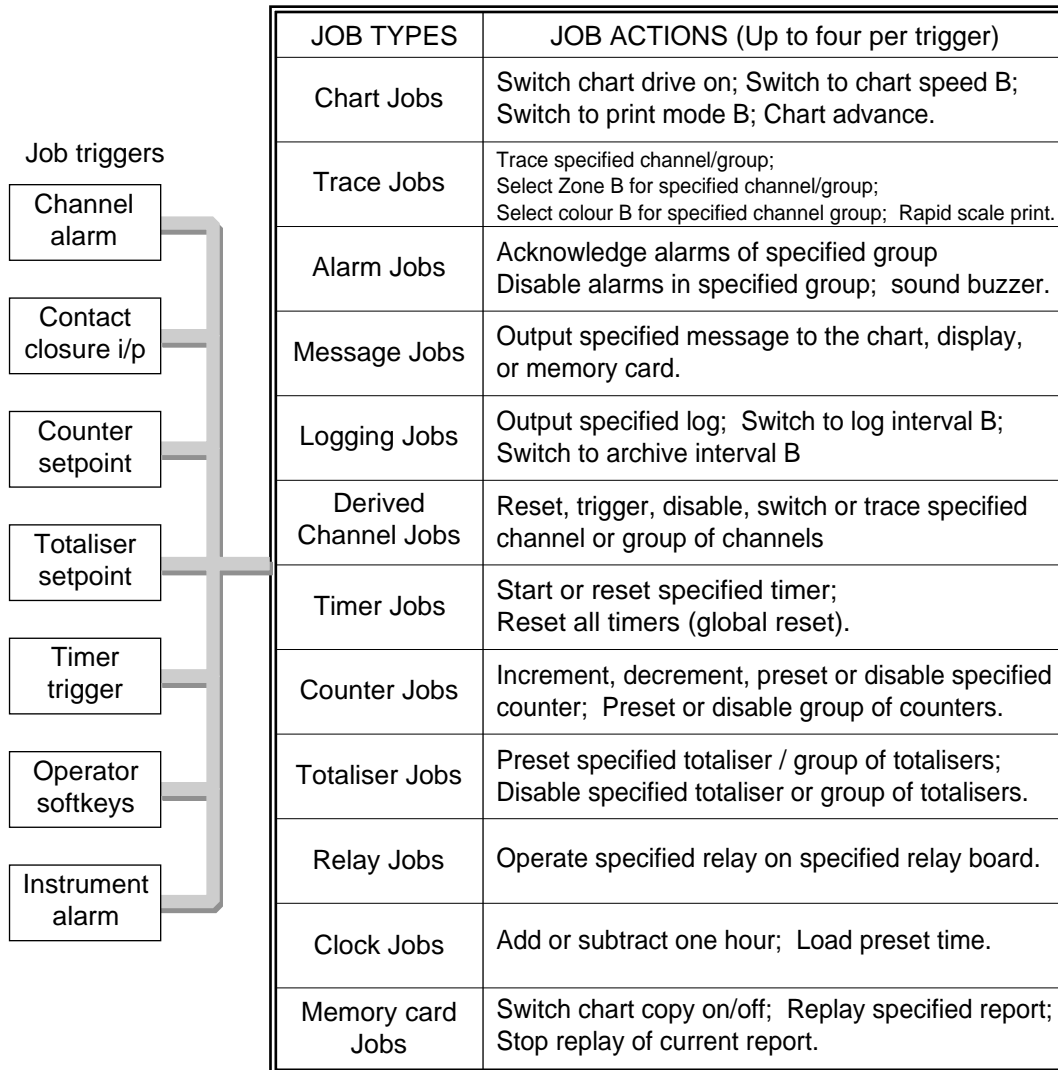 Job triggers
Channel
alarm
Contact
closure i/p
Counter
setpoint
Totaliser
setpoint
Timer
trigger
Operator
softkeys
Instrument
alarm
JOB TYPES
JOB ACTIONS (Up to four per trigger)
Chart Jobs
Switch chart drive on; Switch to chart speed B;
Switch to print mode B; Chart advance.
Trace Jobs
Trace specified channel/group;
Select Zone B for specified channel/group;
Select colour B for specified channel group; Rapid scale print.
Alarm Jobs
Acknowledge alarms of specified group
Disable alarms in specified group; sound buzzer.
Message Jobs
Output specified message to the chart, display,
or memory card.
Logging Jobs
Output specified log; Switch to log interval B;
Switch to archive interval B
Derived
Channel Jobs
Reset, trigger, disable, switch or trace specified
channel or group of channels
Timer Jobs
Start or reset specified timer;
Reset all timers (global reset).
Counter Jobs
Increment, decrement, preset or disable specified
counter; Preset or disable group of counters.
Totaliser Jobs
Preset specified totaliser / group of totalisers;
Disable specified totaliser or group of totalisers.
Relay Jobs
Operate specified relay on specified relay board.
Clock Jobs
Add or subtract one hour; Load preset time.
Memory card
Jobs
Switch chart copy on/off; Replay specified report;
Stop replay of current report.